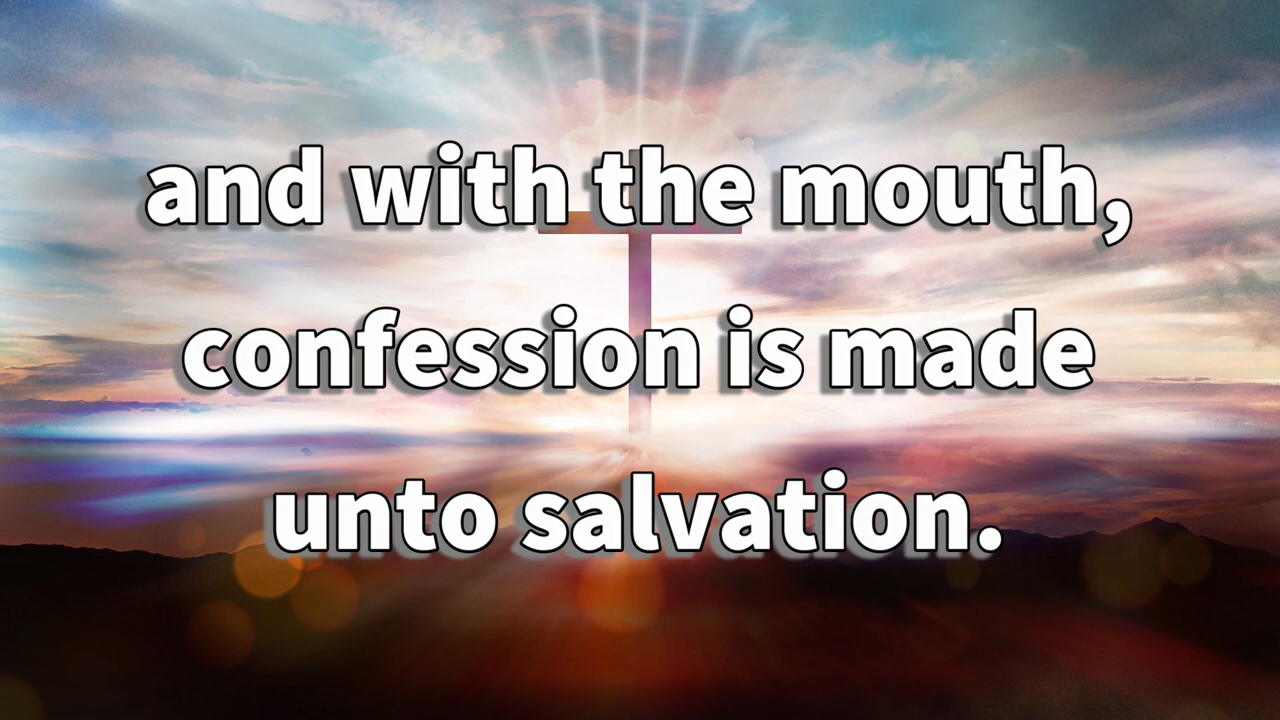 and with the mouth,
confession is made
unto salvation.